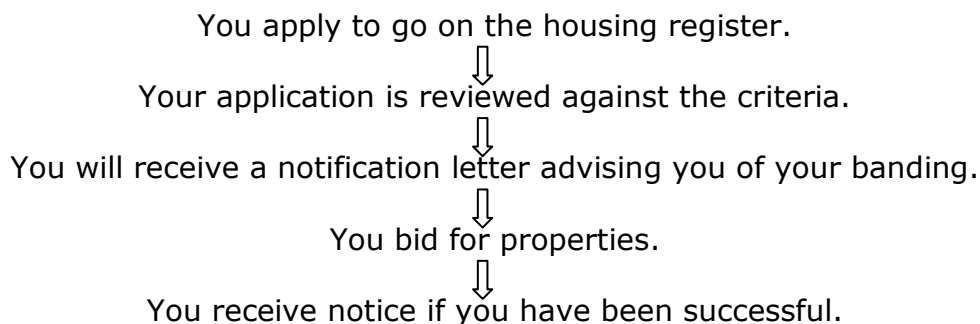 You apply to go on the housing register.
Your application is reviewed against the criteria.
You will receive a notification letter advising you of your banding.
You bid for properties.
You receive notice if you have been successful.